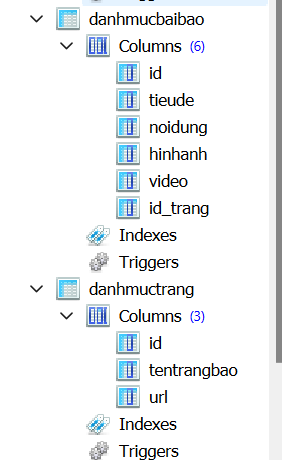 danhmucbaibao
Columns (6)
id
tieude
noidung
hinhanh
video
id_trang
Indexes
Triggers
danhmuctrang
Columns (3)
id
tentrangbao
url
Indexes
Triggers